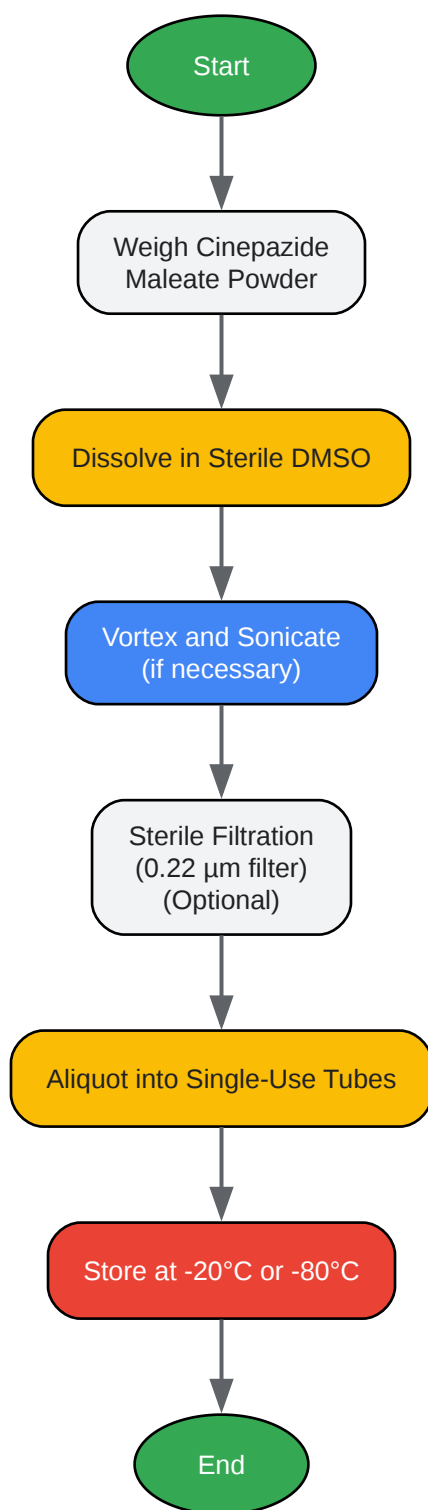 Start
Weigh Cinepazide
Maleate Powder
Dissolve in Sterile DMSO
Vortex and Sonicate
(if necessary)
Sterile Filtration
(0.22 µm filter)
(Optional)
Aliquot into Single-Use Tubes
Store at -20°C or -80°C
End